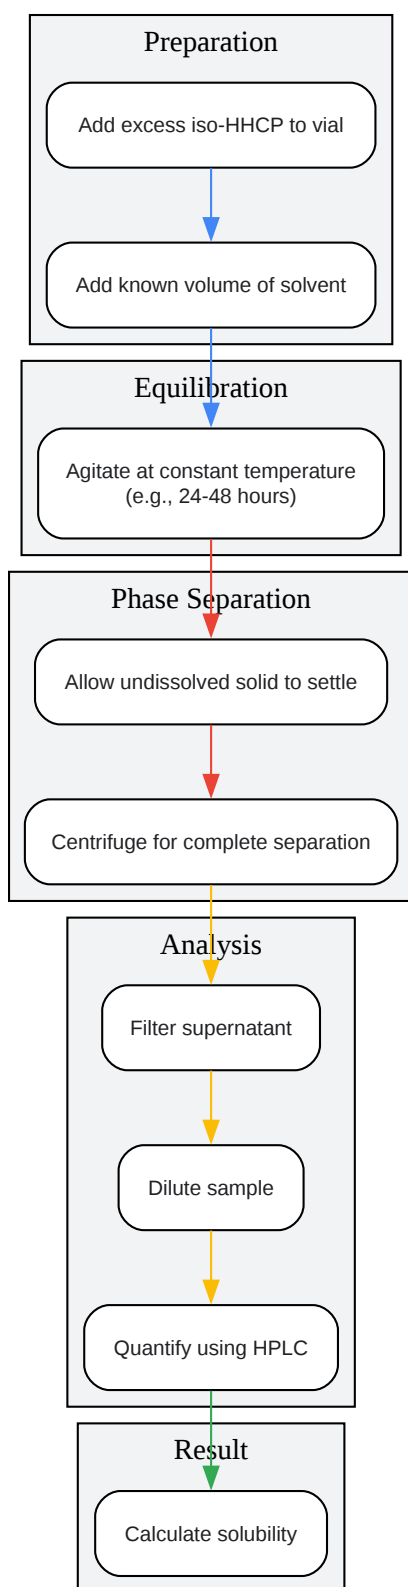 Preparation
Add excess iso-HHCP to vial
Add known volume of solvent
Equilibration
Agitate at constant temperature
(e.g., 24-48 hours)
Phase Separation
Allow undissolved solid to settle
Centrifuge for complete separation
Analysis
Filter supernatant
Dilute sample
Quantify using HPLC
Result
Calculate solubility